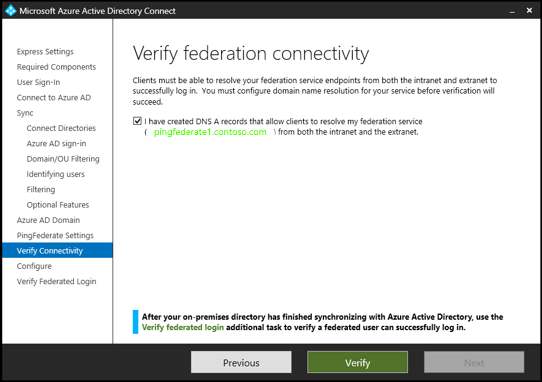 Microsoft Azure Active Directory Connect
Express Settings
Required Components
User Sign-In
Connect to Azure AD
Sync
Connect Directories
Azure AD sign-in
Domain/OU Filtering
Identifying users
Filtering
Optional Features
Azure AD Domain
PingFederate Settings
Verify Connectivity
Configure
Verify Federated Login
Verify federation connectivity
Clients must be able to resolve your federation service endpoints from both the intranet and extranet to
successfully log in. You must configure domain name resolution for your service before verification will
succeed.
I have created DNS A records that allow clients to resolve my federation service
( pingfederate1.contoso.com ) from both the intranet and the extranet.
After your on-premises directory has finished synchronizing with Azure Active Directory, use the
Verify federated login additional task to verify a federated user can successfully log in.
Previous
Verify
Next